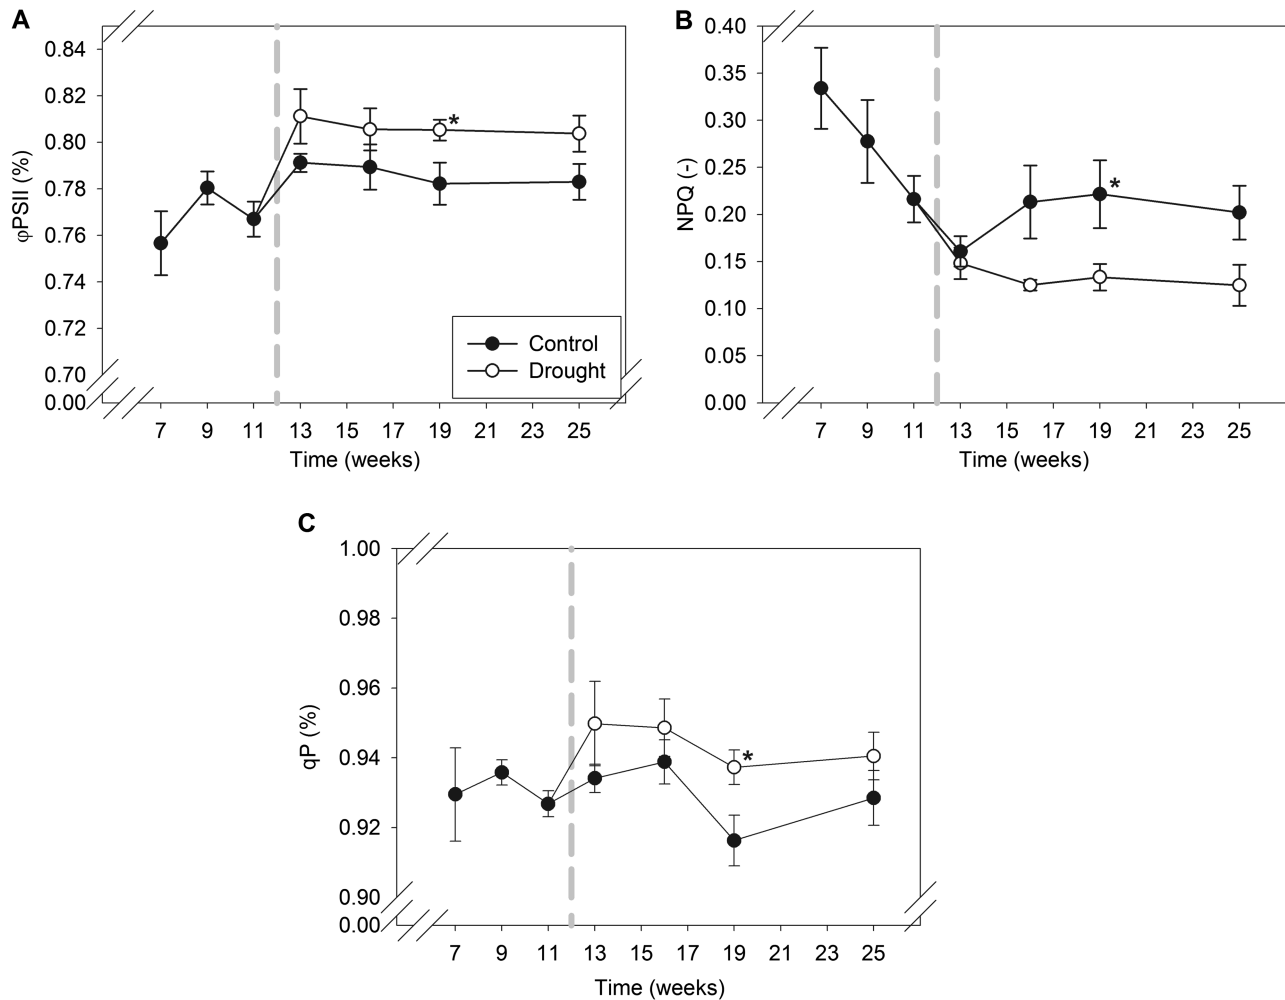 A
0.84
0.82
0.80
0.78
0.76
0.74
0.72
0.70
0.00
φPSII (%)
*
Control
Drought
7 9 11 13 15 17 19 21 23 25
Time (weeks)
B
0.40
0.35
0.30
0.25
0.20
0.15
0.10
0.05
0.00
NPQ (-)
*
7 9 11 13 15 17 19 21 23 25
Time (weeks)
C
1.00
0.98
0.96
0.94
0.92
0.90
0.00
qP (%)
*
7 9 11 13 15 17 19 21 23 25
Time (weeks)